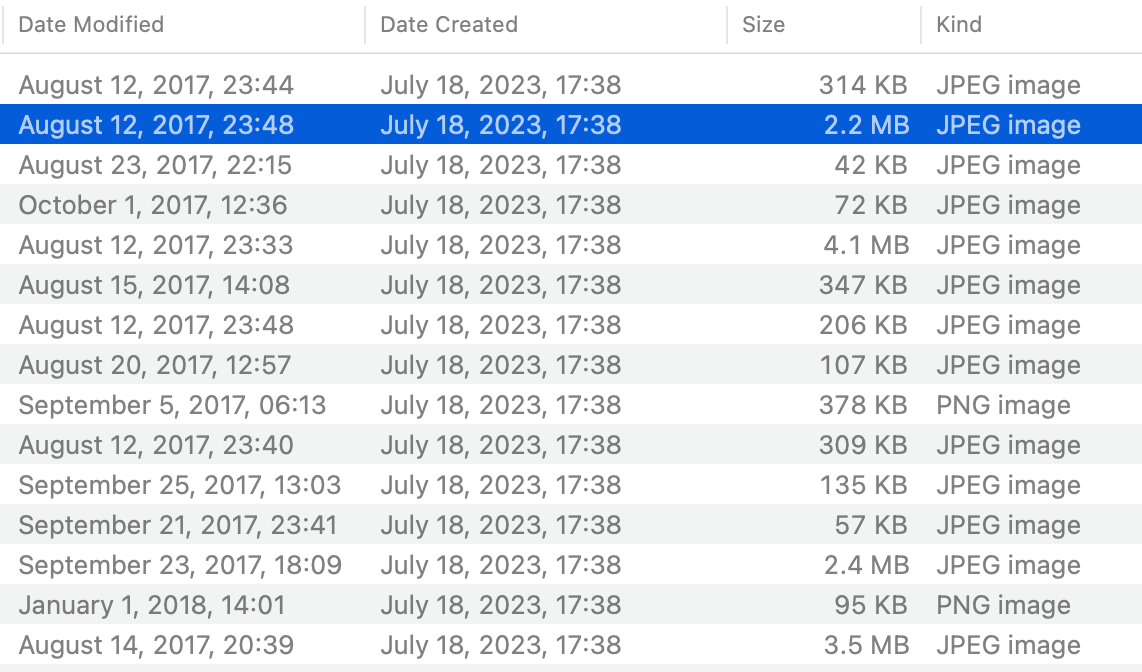 Date Modified Date Created Size Kind
August 12, 2017, 23:44 July 18, 2023, 17:38 314 KB JPEG image
August 12, 2017, 23:48 July 18, 2023, 17:38 2.2 MB JPEG image
August 23, 2017, 22:15 July 18, 2023, 17:38 42 KB JPEG image
October 1, 2017, 12:36 July 18, 2023, 17:38 72 KB JPEG image
August 12, 2017, 23:33 July 18, 2023, 17:38 4.1 MB JPEG image
August 15, 2017, 14:08 July 18, 2023, 17:38 347 KB JPEG image
August 12, 2017, 23:48 July 18, 2023, 17:38 206 KB JPEG image
August 20, 2017, 12:57 July 18, 2023, 17:38 107 KB JPEG image
September 5, 2017, 06:13 July 18, 2023, 17:38 378 KB PNG image
August 12, 2017, 23:40 July 18, 2023, 17:38 309 KB JPEG image
September 25, 2017, 13:03 July 18, 2023, 17:38 135 KB JPEG image
September 21, 2017, 23:41 July 18, 2023, 17:38 57 KB JPEG image
September 23, 2017, 18:09 July 18, 2023, 17:38 2.4 MB JPEG image
January 1, 2018, 14:01 July 18, 2023, 17:38 95 KB PNG image
August 14, 2017, 20:39 July 18, 2023, 17:38 3.5 MB JPEG image